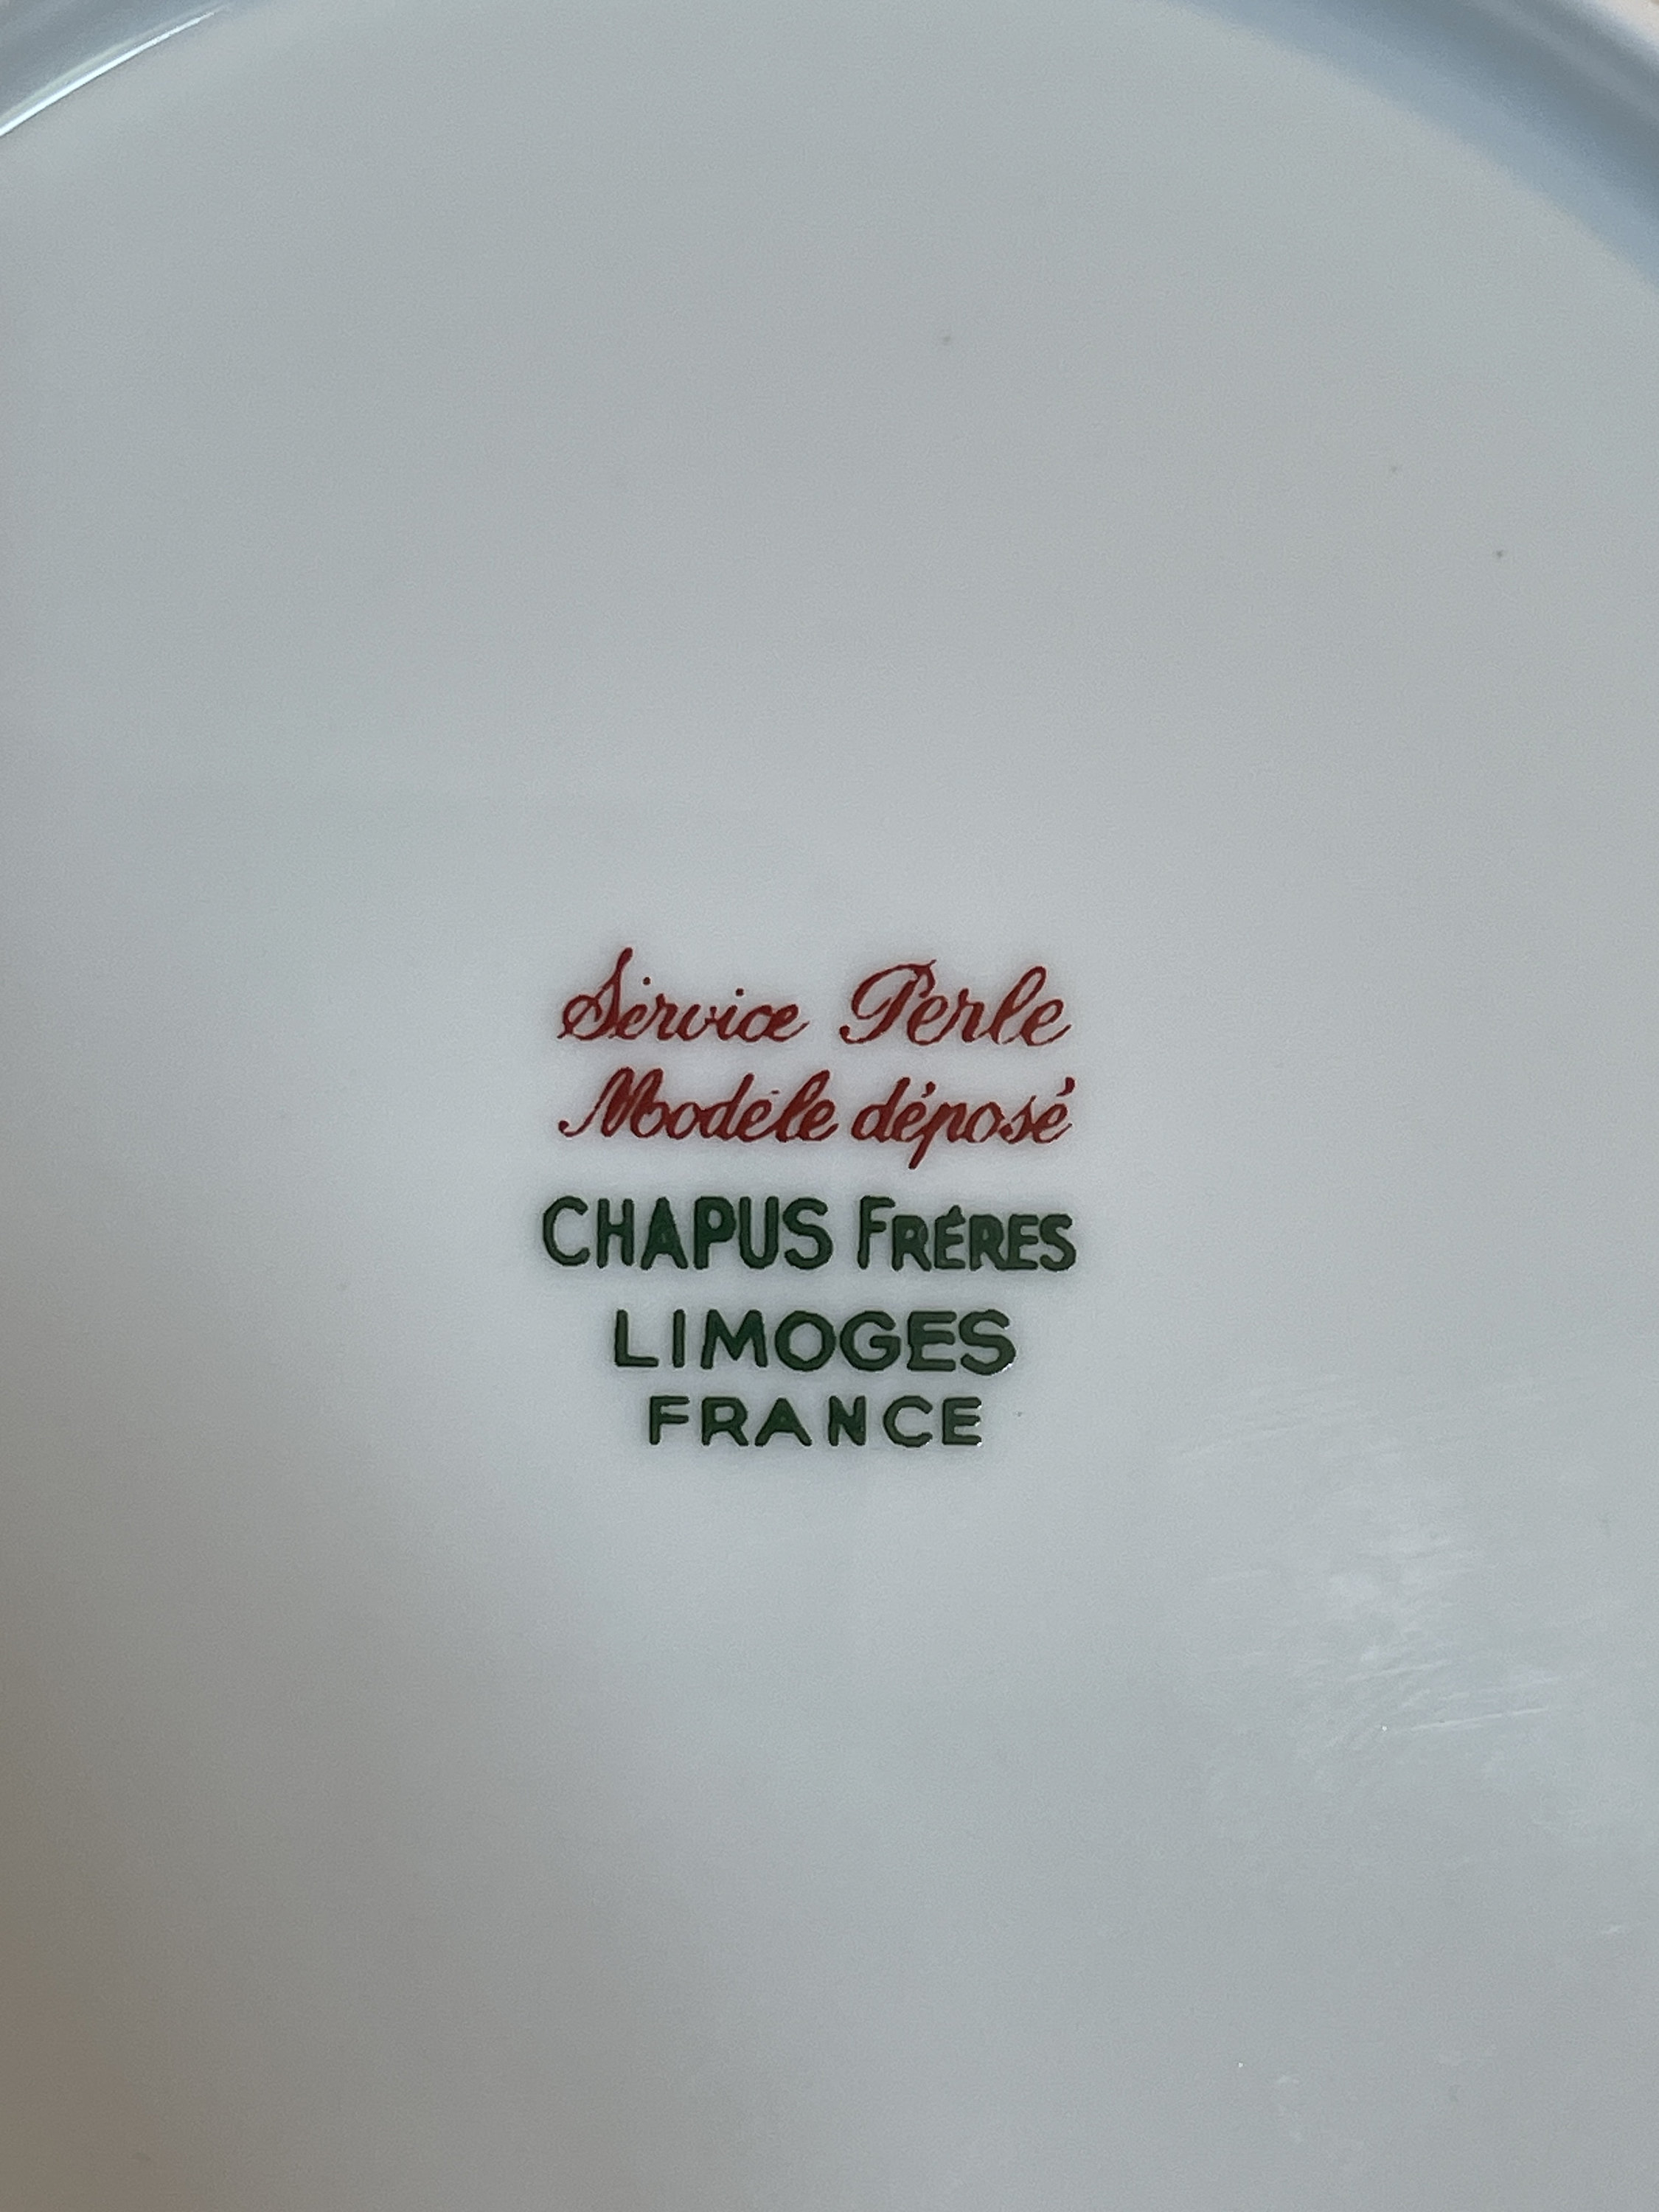 Service Perle
Modèle déposé
CHAPUS FRÉRES
LIMOGES
FRANCE